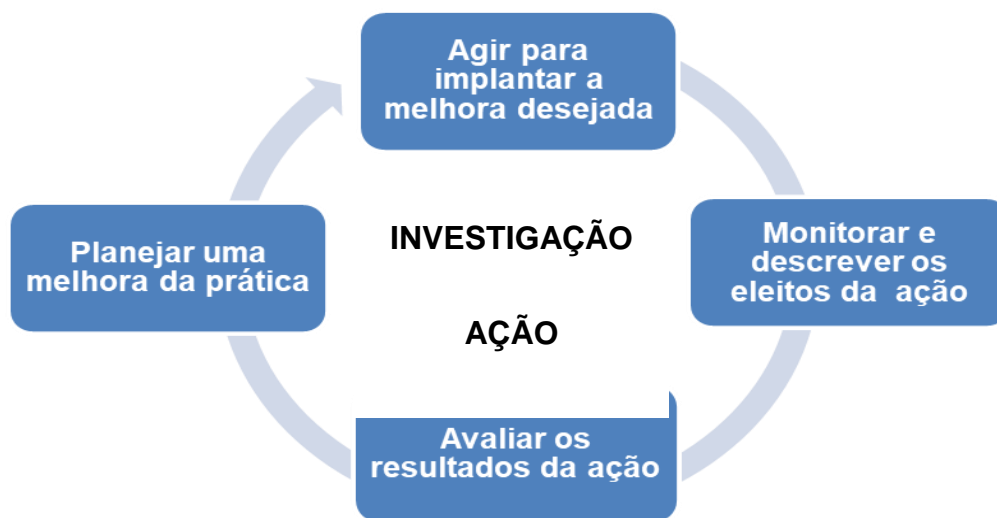 Agir para
implantar a
melhora desejada
Planejar uma
melhora da prática
INVESTIGAÇÃO
AÇÃO
Monitorar e
descrever os
eleitos da ação
Avaliar os
resultados da ação